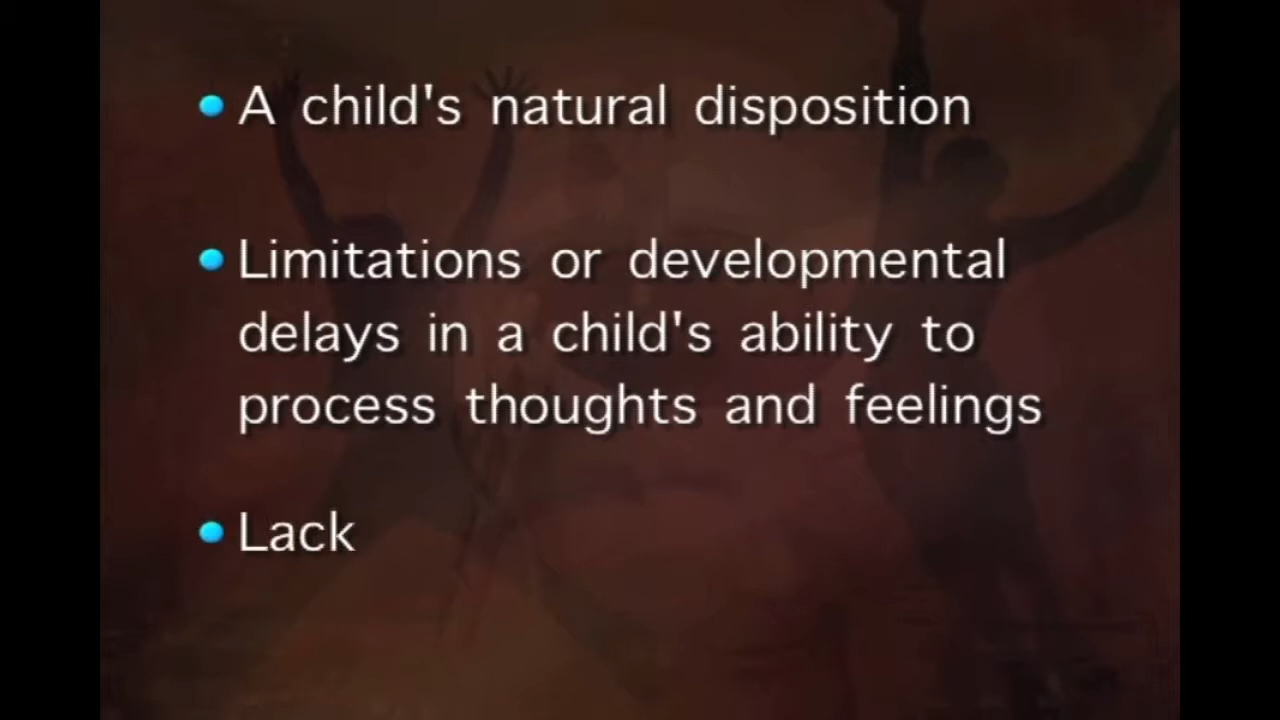 • A child's natural disposition
• Limitations or developmental
delays in a child's ability to
process thoughts and feelings
• Lack